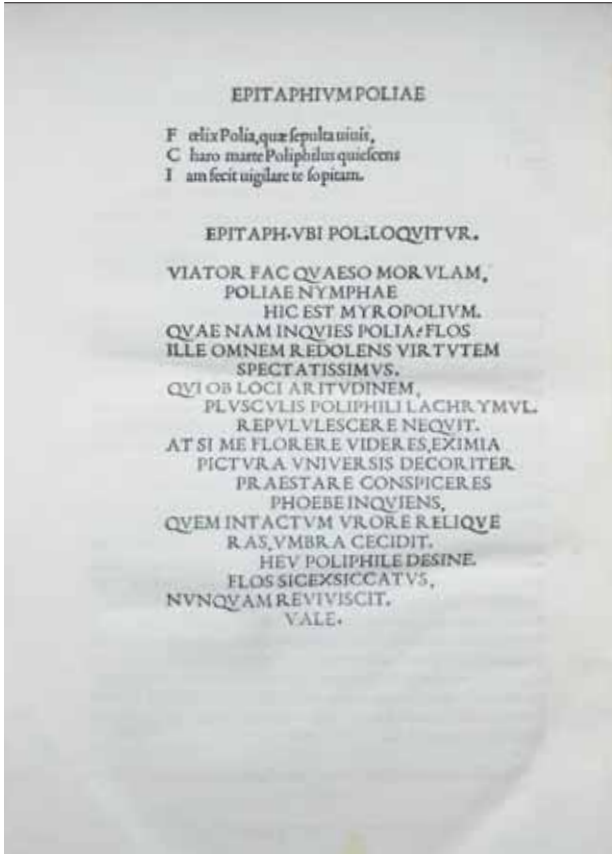 EPITAPHIVM POLIAE
F œlix Polia, quæ sepulta uiuis,
C haro marte Poliphilus quiescens
I am fecit uigilare te sopitam.
EPITAPH. VBI POL. LOQVITVR.
VIATOR FAC QVAESO MORVLAM,
POLIAE NYMPHAE
HIC EST MYROPOLIVM.
QVAE NAM INQVIES POLIA? FLOS
ILLE OMNEM REDOLENS VIRTVTEM
SPECTATISSIMVS.
QVI OB LOCI ARITVDINEM,
PLVSCVLIS POLIPHILI LACHRYMVL.
REPVLVLESCERE NEQVIT.
AT SI ME FLORERE VIDERES, EXIMIA
PICTVRA VNIVERSIS DECORITER
PRAESTARE CONSPICERES
PHOEBE INQVIENS,
QVEM INTACTVM VRORE RELIQVE
RAS, VMBRA CECIDIT.
HEV POLIPHILE DESINE.
FLOS SIC EXSICCATVS,
NVNQVAM REVIVISCIT.
VALE.